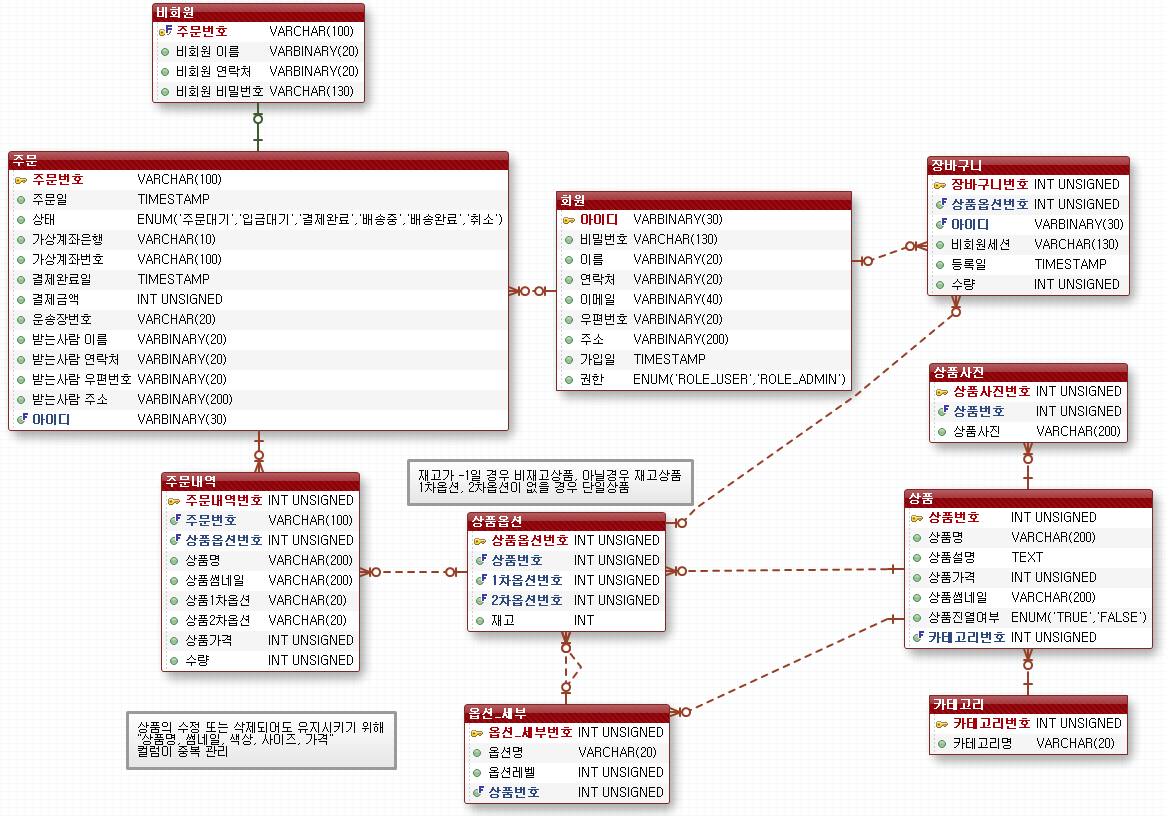 비회원
주문번호 VARCHAR(100)
비회원 이름 VARBINARY(20)
비회원 연락처 VARBINARY(20)
비회원 비밀번호 VARCHAR(130)
주문
주문번호 VARCHAR(100)
주문일 TIMESTAMP
상태 ENUM('주문대기','입금대기','결제완료','배송중','배송완료','취소')
가상계좌은행 VARCHAR(10)
가상계좌번호 VARCHAR(100)
결제완료일 TIMESTAMP
결제금액 INT UNSIGNED
운송장번호 VARCHAR(20)
받는사람 이름 VARBINARY(20)
받는사람 연락처 VARBINARY(20)
받는사람 우편번호 VARBINARY(20)
받는사람 주소 VARBINARY(200)
아이디 VARBINARY(30)
회원
아이디 VARBINARY(30)
비밀번호 VARCHAR(130)
이름 VARBINARY(20)
연락처 VARBINARY(20)
이메일 VARBINARY(40)
우편번호 VARBINARY(20)
주소 VARBINARY(200)
가입일 TIMESTAMP
권한 ENUM('ROLE_USER','ROLE_ADMIN')
장바구니
장바구니번호 INT UNSIGNED
상품옵션번호 INT UNSIGNED
아이디 VARBINARY(30)
비회원세션 VARCHAR(130)
등록일 TIMESTAMP
수량 INT UNSIGNED
상품사진
상품사진번호 INT UNSIGNED
상품번호 INT UNSIGNED
상품사진 VARCHAR(200)
주문내역
주문내역번호 INT UNSIGNED
주문번호 VARCHAR(100)
상품옵션번호 INT UNSIGNED
상품명 VARCHAR(200)
상품썸네일 VARCHAR(200)
상품1차옵션 VARCHAR(20)
상품2차옵션 VARCHAR(20)
상품가격 INT UNSIGNED
수량 INT UNSIGNED
재고가 -1일 경우 비재고상품, 아닐경우 재고상품
1차옵션, 2차옵션이 없을 경우 단일상품
상품옵션
상품옵션번호 INT UNSIGNED
상품번호 INT UNSIGNED
1차옵션번호 INT UNSIGNED
2차옵션번호 INT UNSIGNED
재고 INT
상품
상품번호 INT UNSIGNED
상품명 VARCHAR(200)
상품설명 TEXT
상품가격 INT UNSIGNED
상품썸네일 VARCHAR(200)
상품진열여부 ENUM('TRUE','FALSE')
카테고리번호 INT UNSIGNED
상품의 수정 또는 삭제되어도 유지시키기 위해
"상품명, 썸네일, 색상, 사이즈, 가격"
컬럼이 중복 관리
옵션_세부
옵션_세부번호 INT UNSIGNED
옵션명 VARCHAR(20)
옵션레벨 INT UNSIGNED
상품번호 INT UNSIGNED
카테고리
카테고리번호 INT UNSIGNED
카테고리명 VARCHAR(20)